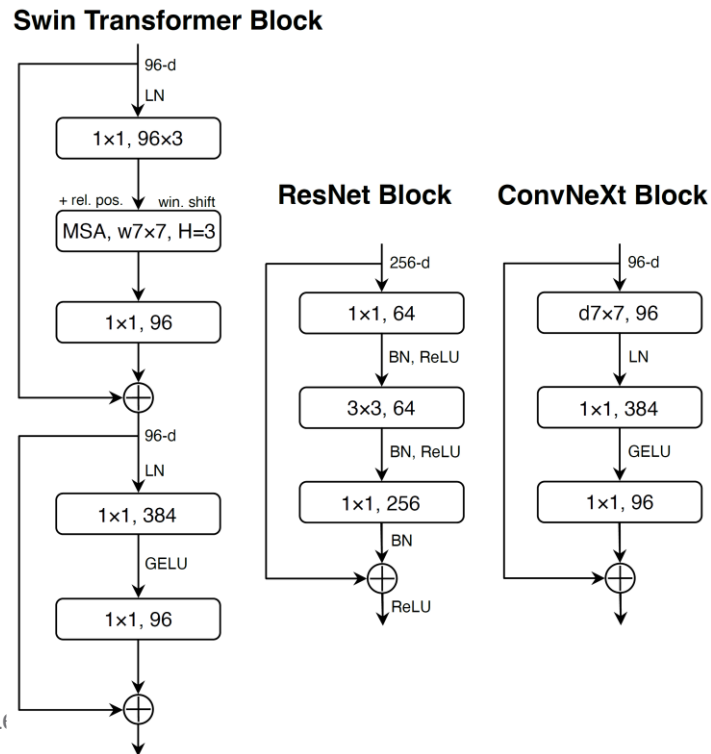 Swin Transformer Block
96-d
LN
1×1, 96×3
+ rel. pos. win. shift
MSA, w7×7, H=3
1×1, 96
96-d
LN
1×1, 384
GELU
1×1, 96
ResNet Block
256-d
1×1, 64
BN, ReLU
3×3, 64
BN, ReLU
1×1, 256
BN
ReLU
ConvNeXt Block
96-d
d7×7, 96
LN
1×1, 384
GELU
1×1, 96